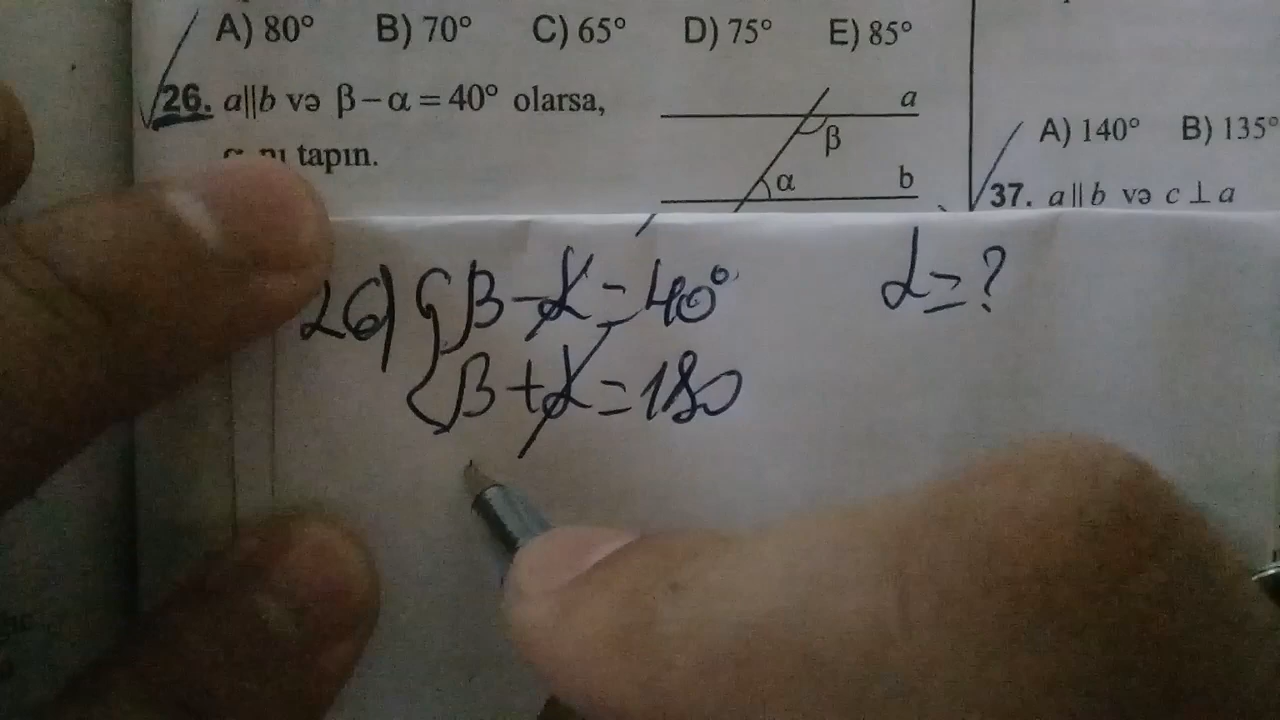 A) 80° B) 70° C) 65° D) 75° E) 85°
26. a||b və β – α = 40° olarsa,
tapın.
a
β
α
b
A) 140° B) 135°
37. a || b və c ⊥ a
26) { β - α = 40°
β + α = 180
α = ?